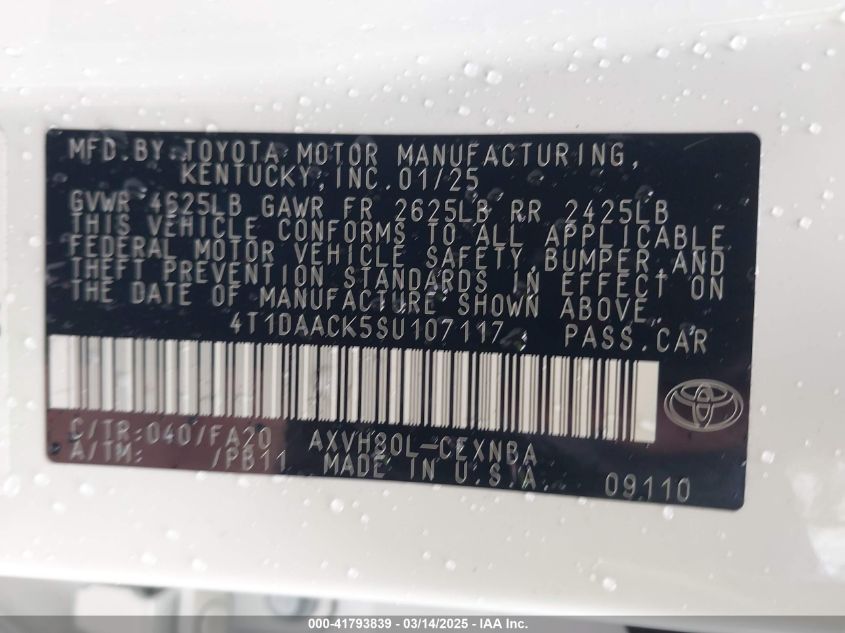 MFD.BY:TOYOTA MOTOR MANUFACTURING,
KENTUCKY,INC.01/25
GVWR 4625LB GAWR FR 2625LB RR 2425LB
THIS VEHICLE CONFORMS TO ALL APPLICABLE
FEDERAL MOTOR VEHICLE SAFETY,BUMPER AND
THEFT PREVENTION STANDARDS IN EFFECT ON
THE DATE OF MANUFACTURE SHOWN ABOVE.
4T1DAACK5SU107117 PASS.CAR
C/TR:040/FA20 AXVH80L-CEXNBA
A/TM: /PB11 MADE IN U.S.A. 09110
000-41793839 / 03/14/2025 - IAAI.COM